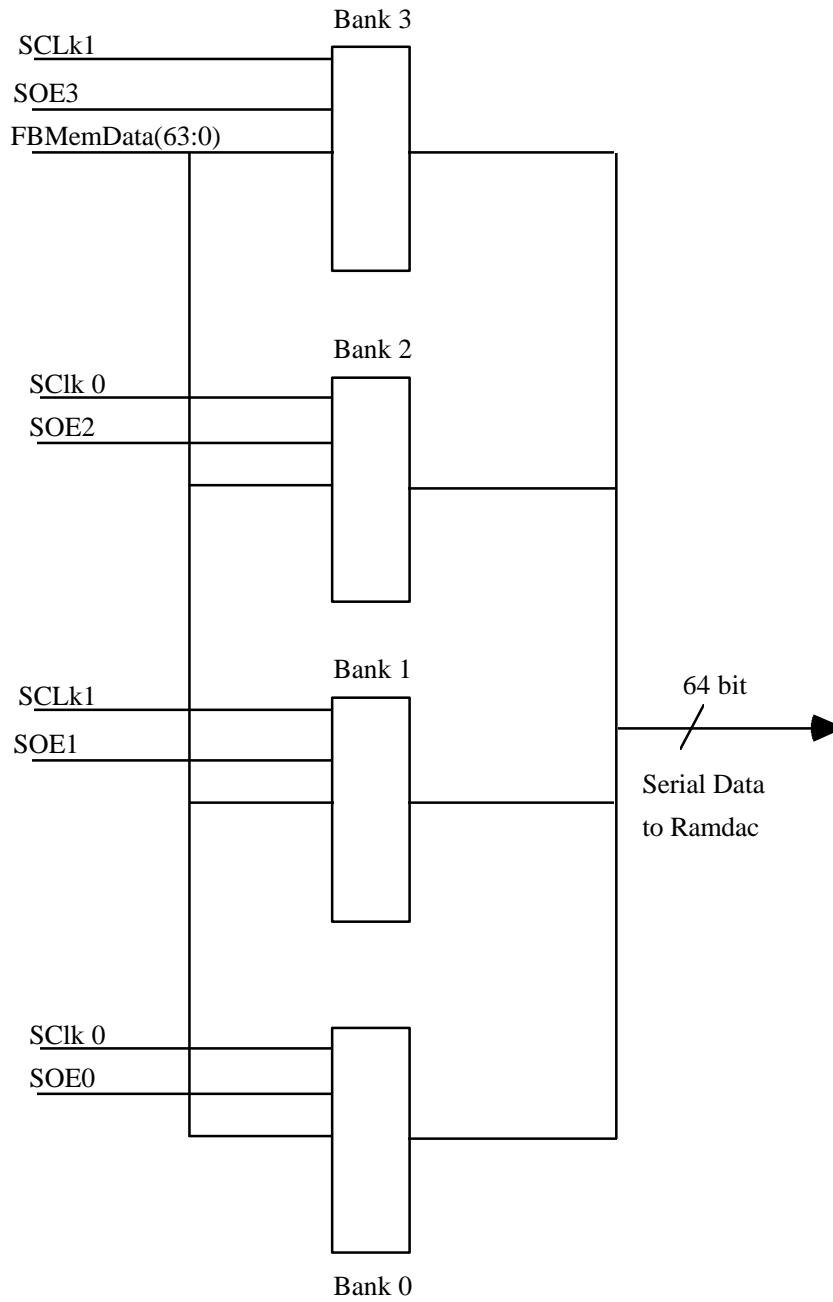 Bank 3
SCLk1
SOE3
FBMemData(63:0)
Bank 2
SClk 0
SOE2
Bank 1
SCLk1
SOE1
64 bit
Serial Data
to Ramdac
SClk 0
SOE0
Bank 0